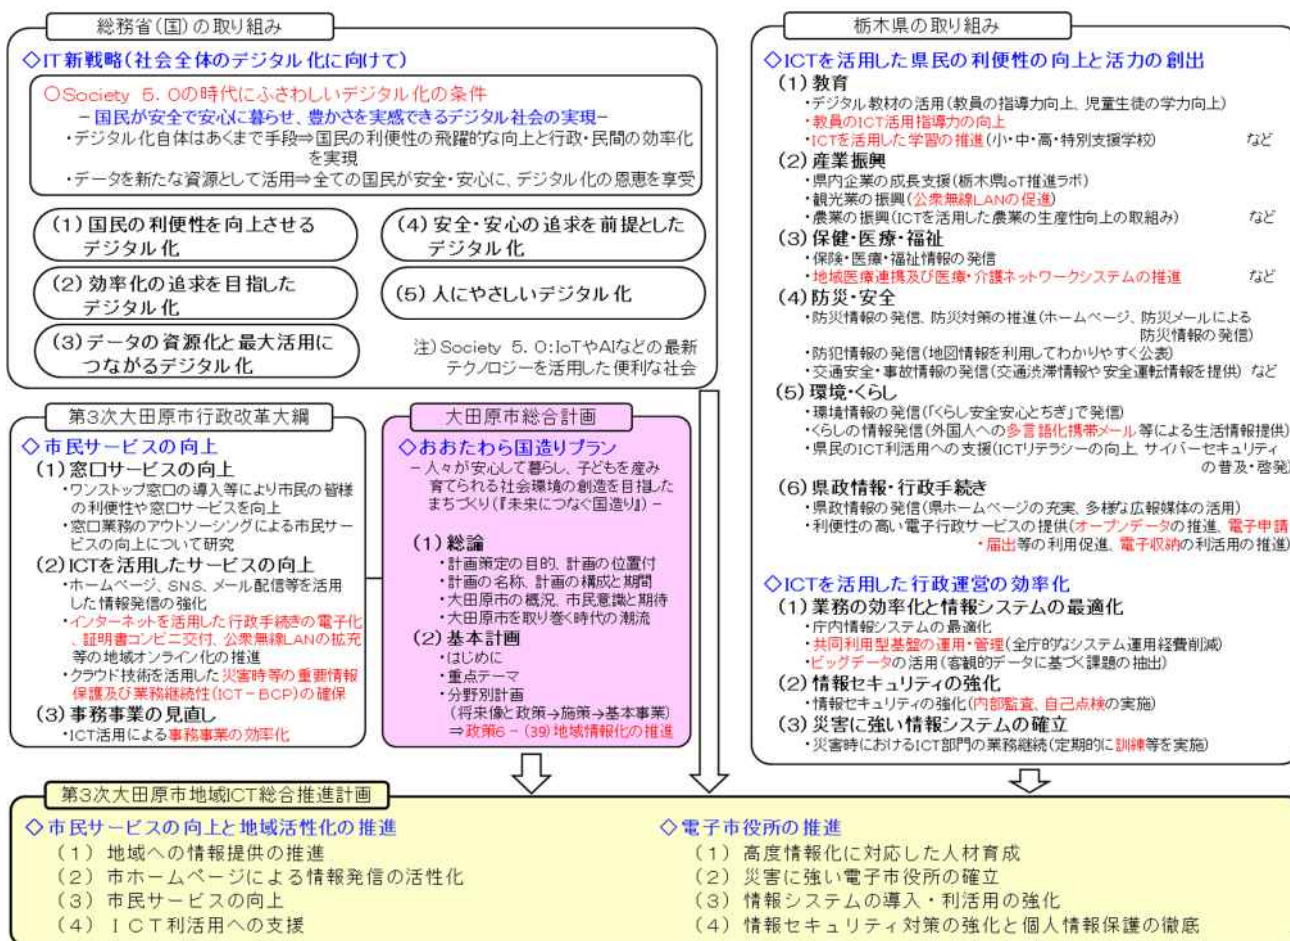 総務省(国)の取り組み
◇IT新戦略(社会全体のデジタル化に向けて)
○Society 5.0の時代にふさわしいデジタル化の条件
－国民が安全で安心に暮らせ、豊かさを実感できるデジタル社会の実現－
・デジタル化自体はあくまで手段⇒国民の利便性の飛躍的な向上と行政・民間の効率化
を実現
・データを新たな資源として活用⇒全ての国民が安全・安心に、デジタル化の恩恵を享受
(1)国民の利便性を向上させる
デジタル化
(2)効率化の追求を目指した
デジタル化
(3)データの資源化と最大活用に
つながるデジタル化
(4)安全・安心の追求を前提とした
デジタル化
(5)人にやさしいデジタル化
注)Society 5.0:IoTやAIなどの最新
テクノロジーを活用した便利な社会
第3次大田原市行政改革大綱
◇市民サービスの向上
(1)窓口サービスの向上
・ワンストップ窓口の導入等により市民の皆様
の利便性や窓口サービスを向上
・窓口業務のアウトソーシングによる市民サー
ビスの向上について研究
(2)ICTを活用したサービスの向上
・ホームページ、SNS、メール配信等を活用
した情報発信の強化
・インターネットを活用した行政手続きの電子化
、証明書コンビニ交付、公衆無線LANの拡充
等の地域オンライン化の推進
・クラウド技術を活用した災害時等の重要情報
保護及び業務継続性(ICT－BCP)の確保
(3)事務事業の見直し
・ICT活用による事務事業の効率化
大田原市総合計画
◇おおたわら国造りプラン
－人々が安心して暮らし、子どもを産み
育てられる社会環境の創造を目指した
まちづくり(『未来につなぐ国造り』)－
(1)総論
・計画策定の目的、計画の位置付
・計画の名称、計画の構成と期間
・大田原市の概況、市民意識と期待
・大田原市を取り巻く時代の潮流
(2)基本計画
・はじめに
・重点テーマ
・分野別計画
(将来像と政策→施策→基本事業)
⇒政策6－(39)地域情報化の推進
栃木県の取り組み
◇ICTを活用した県民の利便性の向上と活力の創出
(1)教育
・デジタル教材の活用(教員の指導力向上、児童生徒の学力向上)
・教員のICT活用指導力の向上
・ICTを活用した学習の推進(小・中・高・特別支援学校) など
(2)産業振興
・県内企業の成長支援(栃木県IoT推進ラボ)
・観光業の振興(公衆無線LANの促進)
・農業の振興(ICTを活用した農業の生産性向上の取組み) など
(3)保健・医療・福祉
・保険・医療・福祉情報の発信
・地域医療連携及び医療・介護ネットワークシステムの推進 など
(4)防災・安全
・防災情報の発信、防災対策の推進(ホームページ、防災メールによる
防災情報の発信)
・防犯情報の発信(地図情報を利用してわかりやすく公表)
・交通安全・事故情報の発信(交通渋滞情報や安全運転情報を提供) など
(5)環境・くらし
・環境情報の発信(「くらし安全安心とちぎ」で発信)
・くらしの情報発信(外国人への多言語化携帯メール等による生活情報提供)
・県民のICT利活用への支援(ICTリテラシーの向上、サイバーセキュリティ
の普及・啓発)
(6)県政情報・行政手続き
・県政情報の発信(県ホームページの充実、多様な広報媒体の活用)
・利便性の高い電子行政サービスの提供(オープンデータの推進、電子申請
・届出等の利用促進、電子収納の利活用の推進)
◇ICTを活用した行政運営の効率化
(1)業務の効率化と情報システムの最適化
・庁内情報システムの最適化
・共同利用型基盤の運用・管理(全庁的なシステム運用経費削減)
・ビッグデータの活用(客観的データに基づく課題の抽出)
(2)情報セキュリティの強化
・情報セキュリティの強化(内部監査、自己点検の実施)
(3)災害に強い情報システムの確立
・災害時におけるICT部門の業務継続(定期的に訓練等を実施)
第3次大田原市地域ICT総合推進計画
◇市民サービスの向上と地域活性化の推進
(1) 地域への情報提供の推進
(2) 市ホームページによる情報発信の活性化
(3) 市民サービスの向上
(4) ICT利活用への支援
◇電子市役所の推進
(1) 高度情報化に対応した人材育成
(2) 災害に強い電子市役所の確立
(3) 情報システムの導入・利活用の強化
(4) 情報セキュリティ対策の強化と個人情報保護の徹底